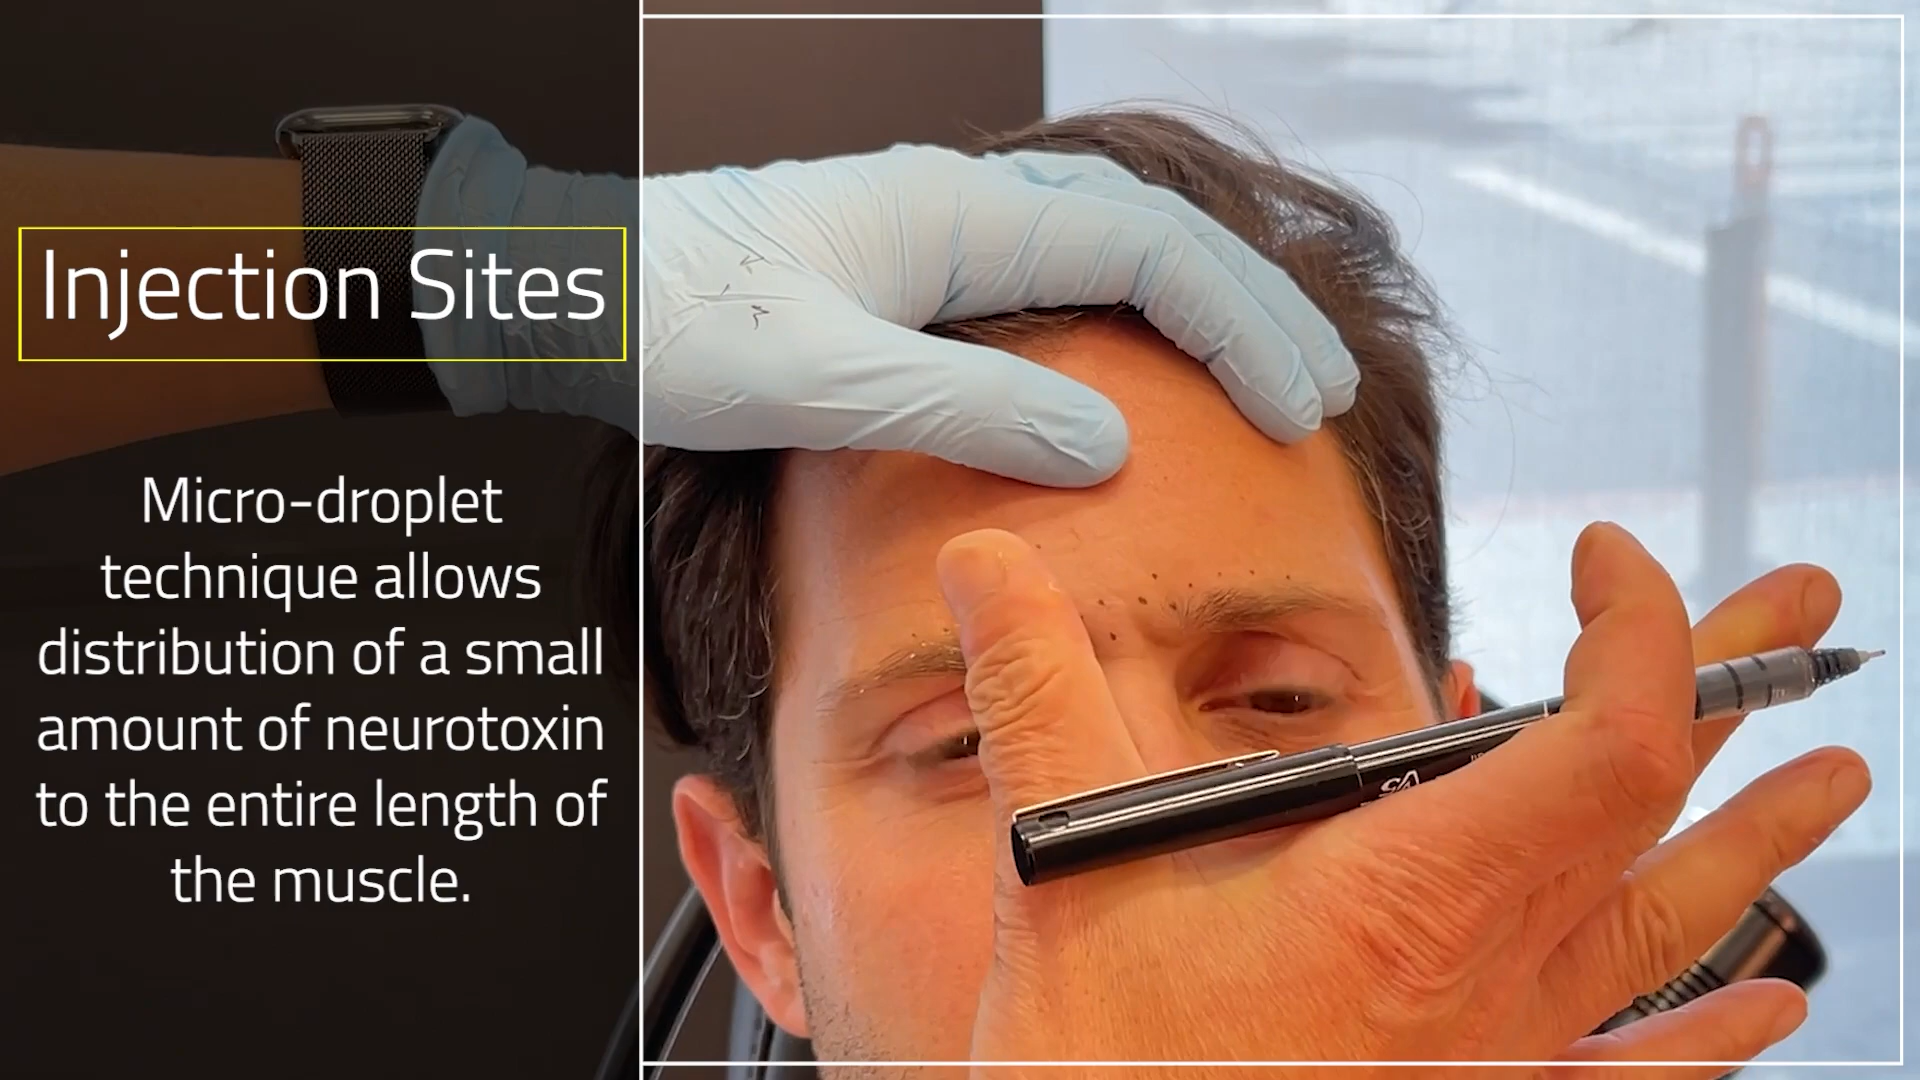 Injection Sites
Micro-droplet
technique allows
distribution of a small
amount of neurotoxin
to the entire length of
the muscle.